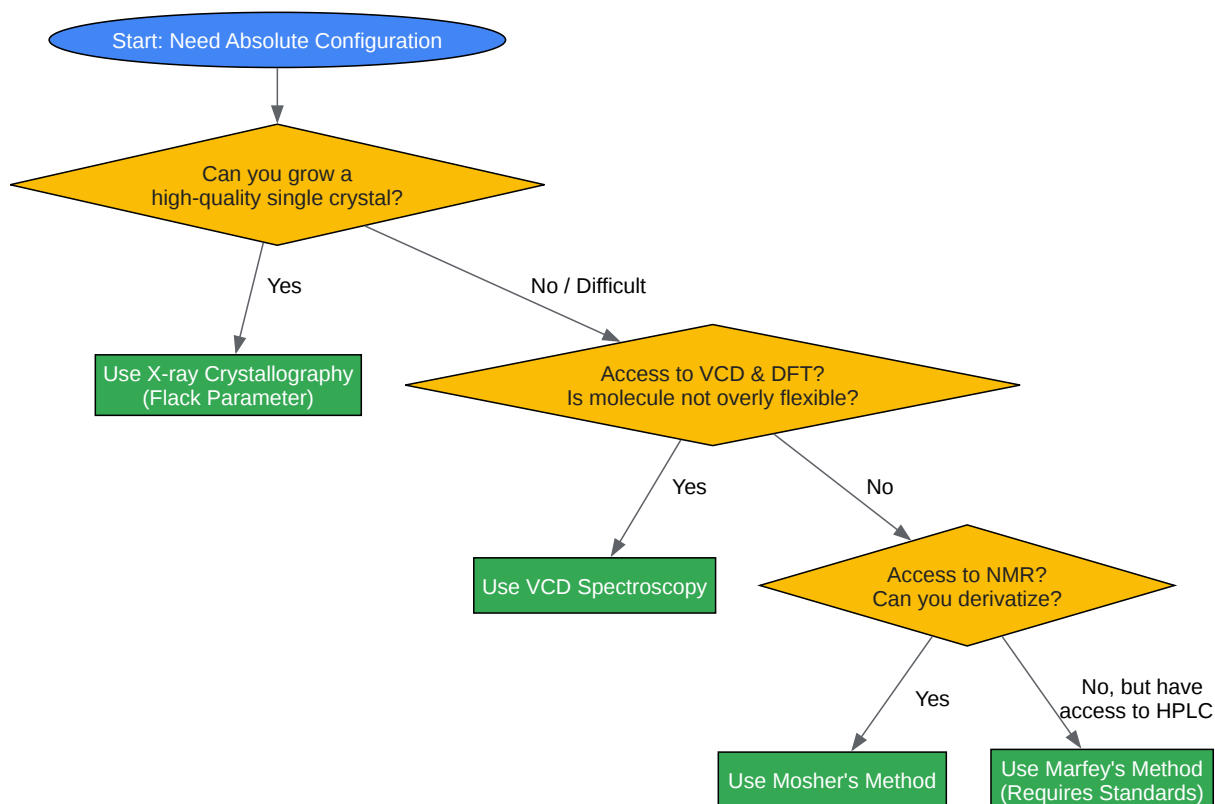 Start: Need Absolute Configuration
Can you grow a
high-quality single crystal?
Yes
No / Difficult
Use X-ray Crystallography
(Flack Parameter)
Access to VCD & DFT?
Is molecule not overly flexible?
Yes
No
Use VCD Spectroscopy
Access to NMR?
Can you derivatize?
Yes
No, but have
access to HPLC
Use Mosher's Method
Use Marfey's Method
(Requires Standards)